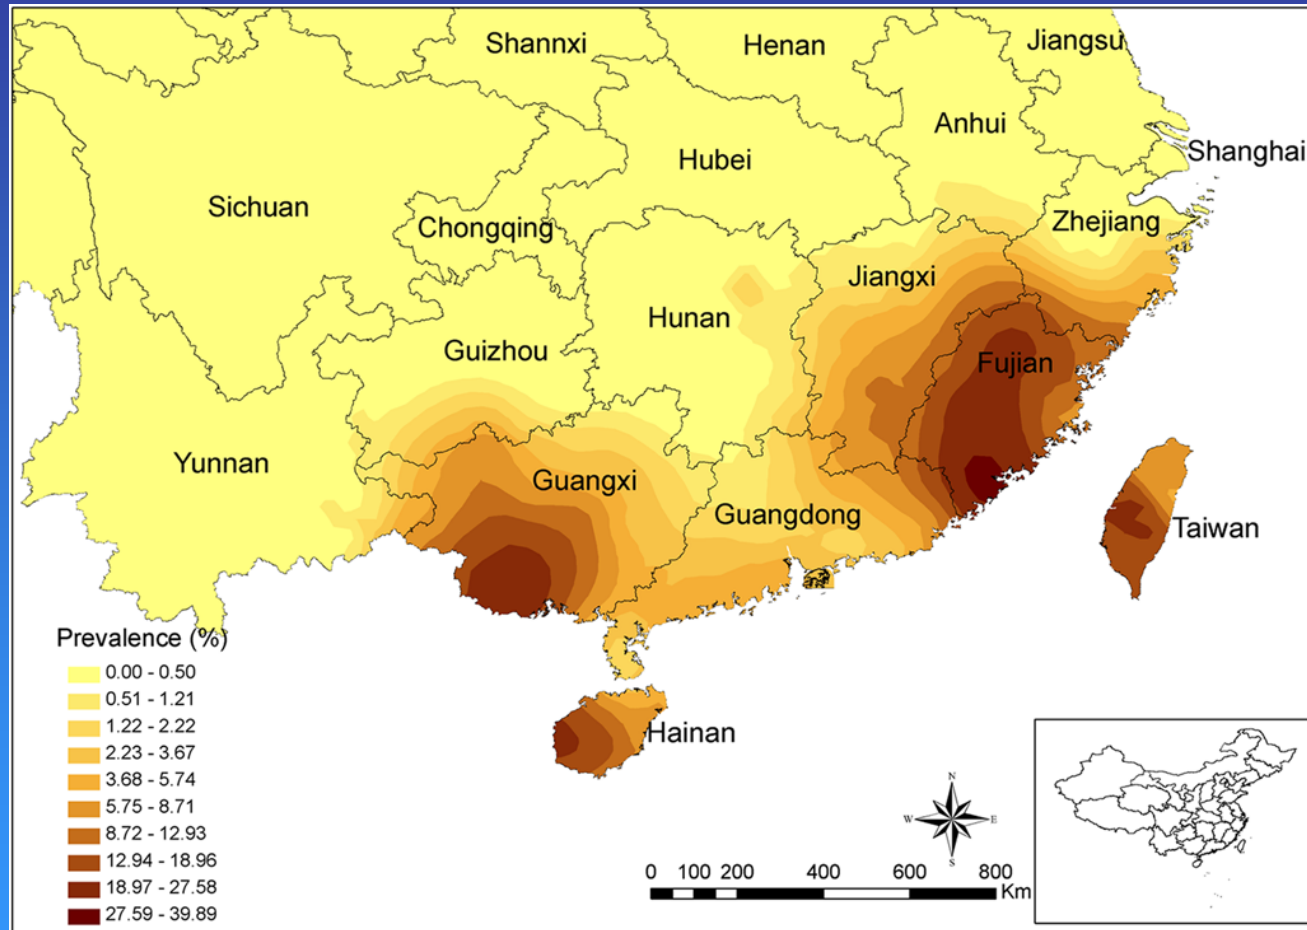 Shannxi
Henan
Jiangsu
Anhui
Shanghai
Hubei
Sichuan
Chongqing
Zhejiang
Jiangxi
Hunan
Guizhou
Fujian
Yunnan
Guangxi
Guangdong
Taiwan
Hainan
Prevalence (%)
0.00 - 0.50
0.51 - 1.21
1.22 - 2.22
2.23 - 3.67
3.68 - 5.74
5.75 - 8.71
8.72 - 12.93
12.94 - 18.96
18.97 - 27.58
27.59 - 39.89
N
W E
S
0 100 200 400 600 800
Km